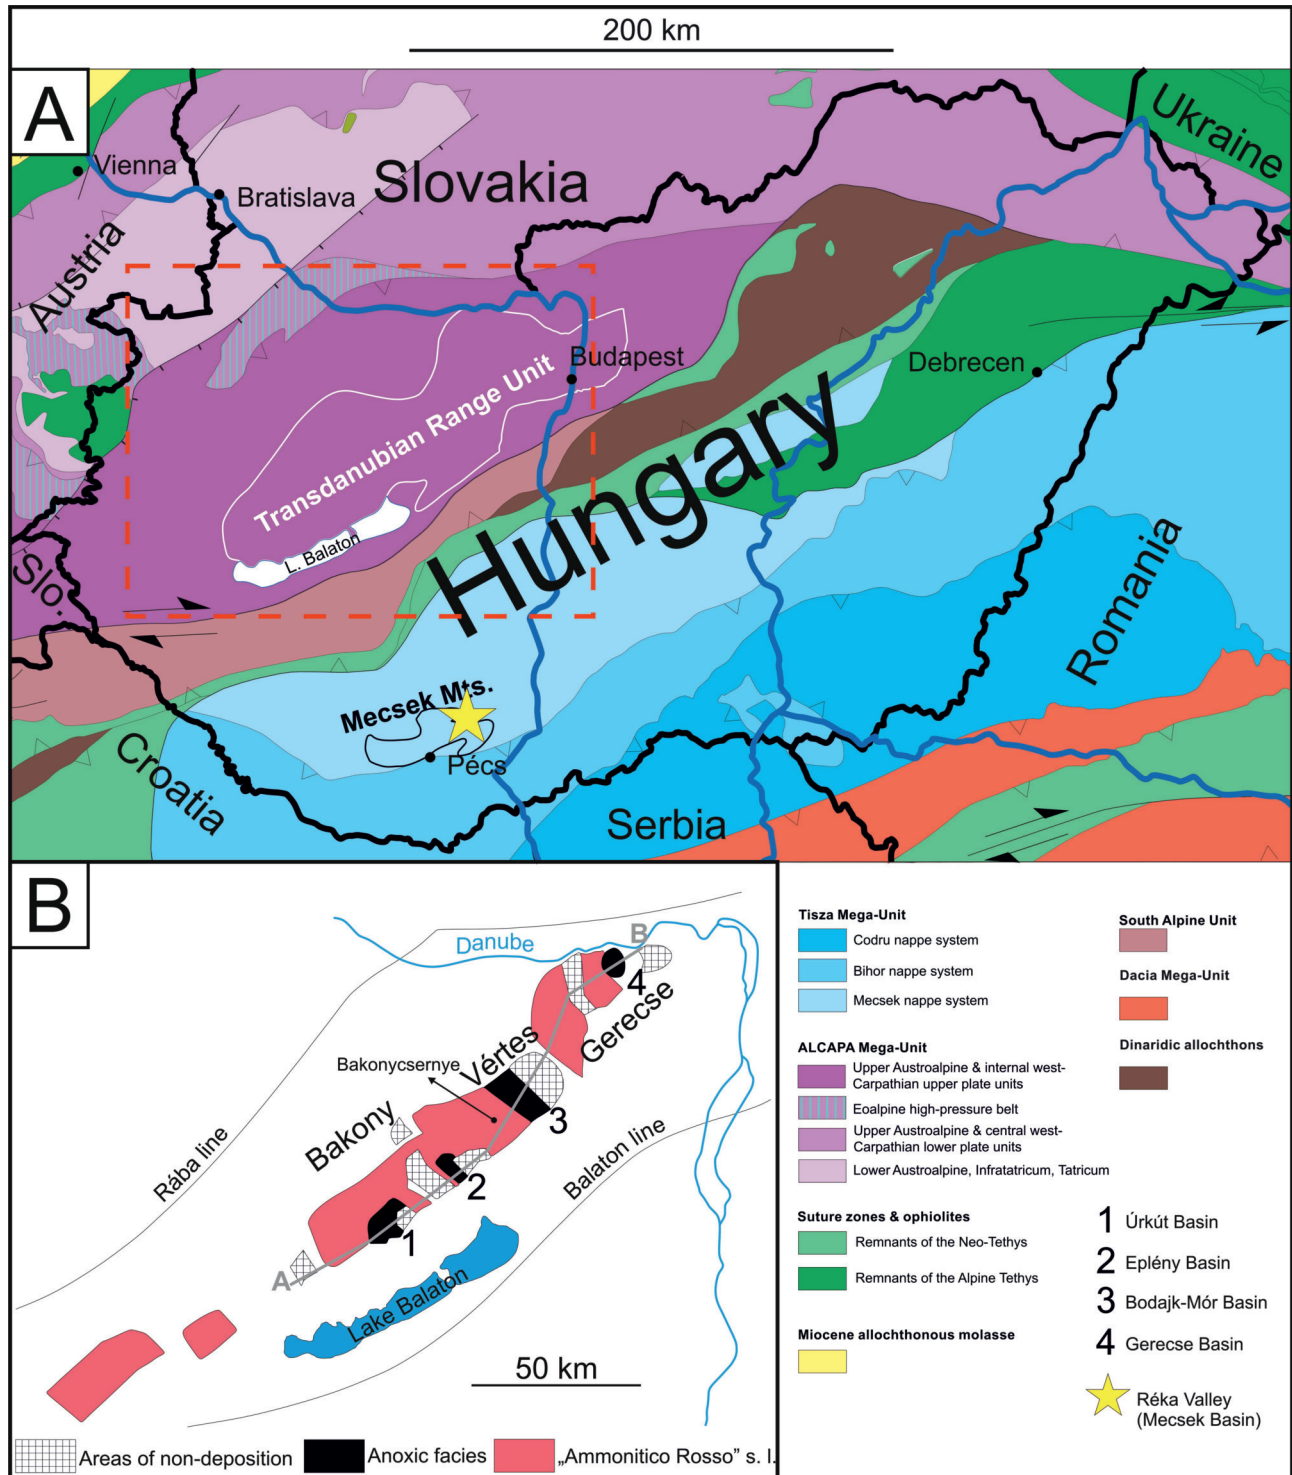 200 km
A
Vienna
Bratislava
Slovakia
Ukraine
Austria
Budapest
Debrecen
Transdanubian Range Unit
Hungary
L. Balaton
Slo.
Romania
Mecsek Mts.
Pécs
Croatia
Serbia
B
Danube
B
4
Gerecse
Vértes
Bakonycsernye
3
Bakony
Rába line
Balaton line
2
1
A
Lake Balaton
50 km
Areas of non-deposition
Anoxic facies
„Ammonitico Rosso” s. l.
Tisza Mega-Unit
Codru nappe system
Bihor nappe system
Mecsek nappe system
ALCAPA Mega-Unit
Upper Austroalpine & internal west-
Carpathian upper plate units
Eoalpine high-pressure belt
Upper Austroalpine & central west-
Carpathian lower plate units
Lower Austroalpine, Infratatricum, Tatricum
Suture zones & ophiolites
Remnants of the Neo-Tethys
Remnants of the Alpine Tethys
Miocene allochthonous molasse
South Alpine Unit
Dacia Mega-Unit
Dinaridic allochthons
1 Úrkút Basin
2 Eplény Basin
3 Bodajk-Mór Basin
4 Gerecse Basin
Réka Valley
(Mecsek Basin)